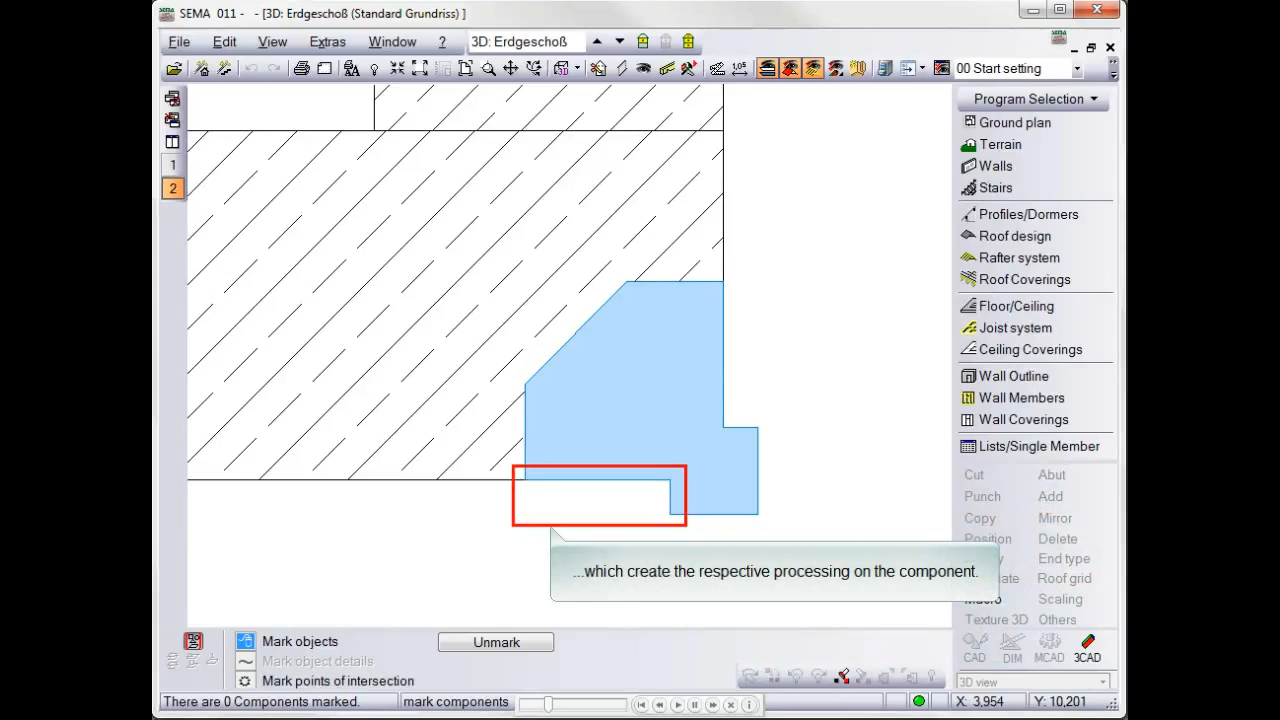 SEMA 011 - - [3D: Erdgeschoß (Standard Grundriss) ]
File Edit View Extras Window ? 3D: Erdgeschoß
1,05 00 Start setting
1
2
Program Selection
Ground plan
Terrain
Walls
Stairs
Profiles/Dormers
Roof design
Rafter system
Roof Coverings
Floor/Ceiling
Joist system
Ceiling Coverings
Wall Outline
Wall Members
Wall Coverings
Lists/Single Member
Cut Abut
Punch Add
Copy Mirror
Position Delete
End type
Roof grid
Scaling
Texture 3D Others
CAD DIM MCAD 3CAD
3D view
...which create the respective processing on the component.
Mark objects Unmark
Mark object details
Mark points of intersection
There are 0 Components marked. mark components X: 3,954 Y: 10,201